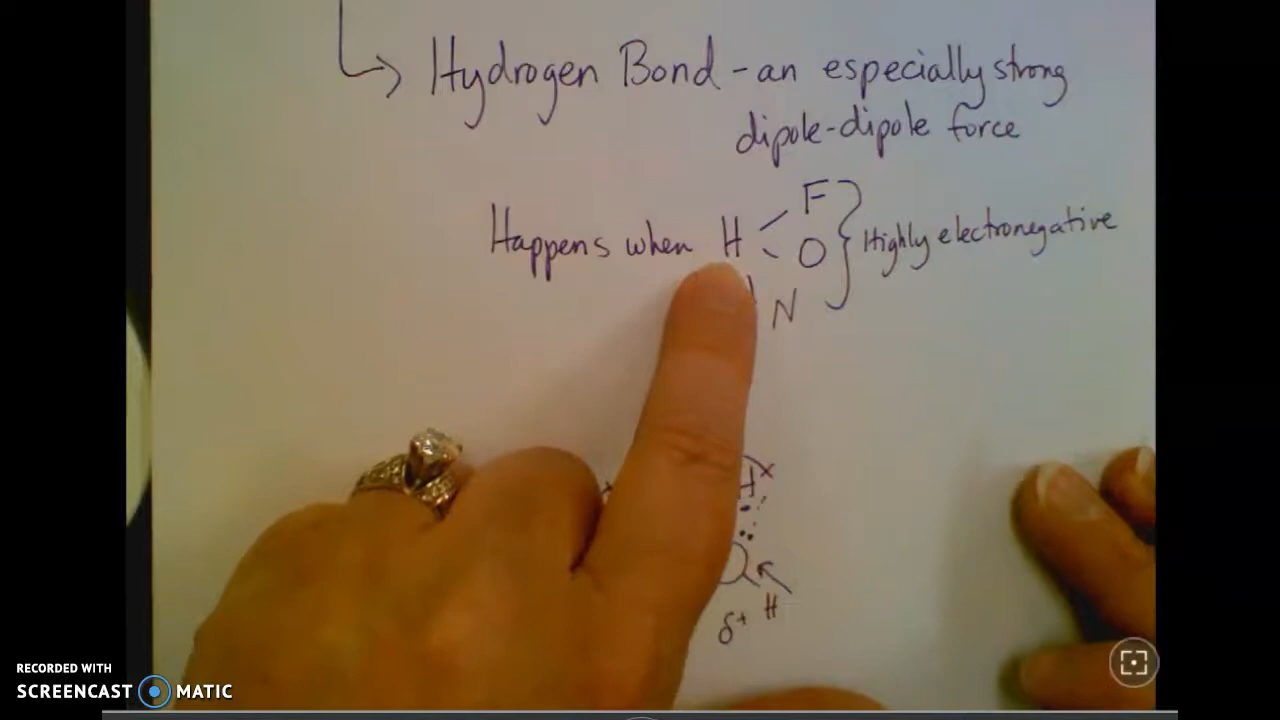 Hydrogen Bond - an especially strong
dipole-dipole force
F
Happens when H O Highly electronegative
N
H x
H
δ+
RECORDED WITH
SCREENCAST MATIC